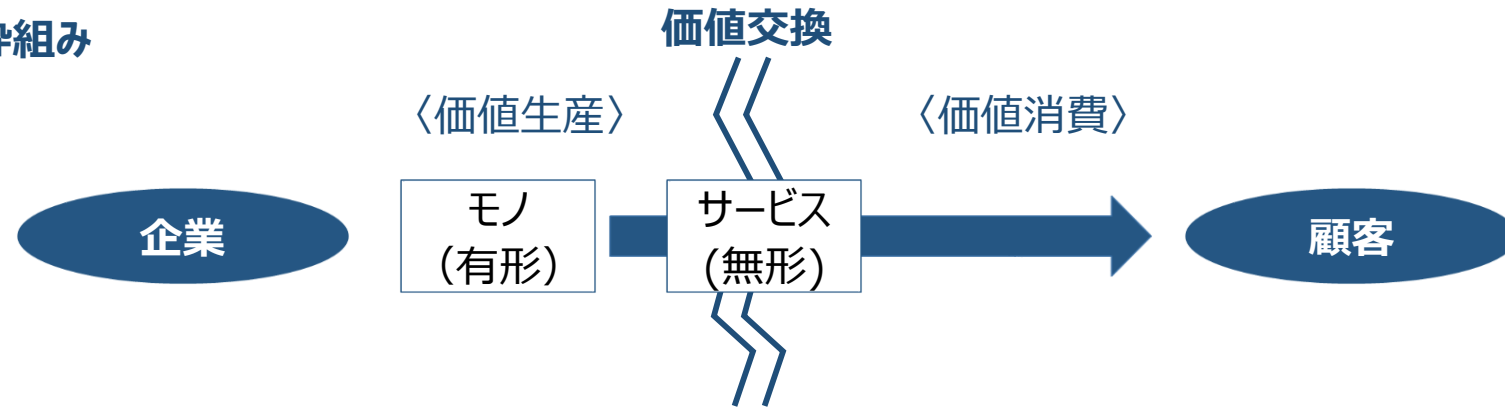 枠組み
価値交換
〈価値生産〉
〈価値消費〉
企業
モノ
（有形）
サービス
(無形)
顧客